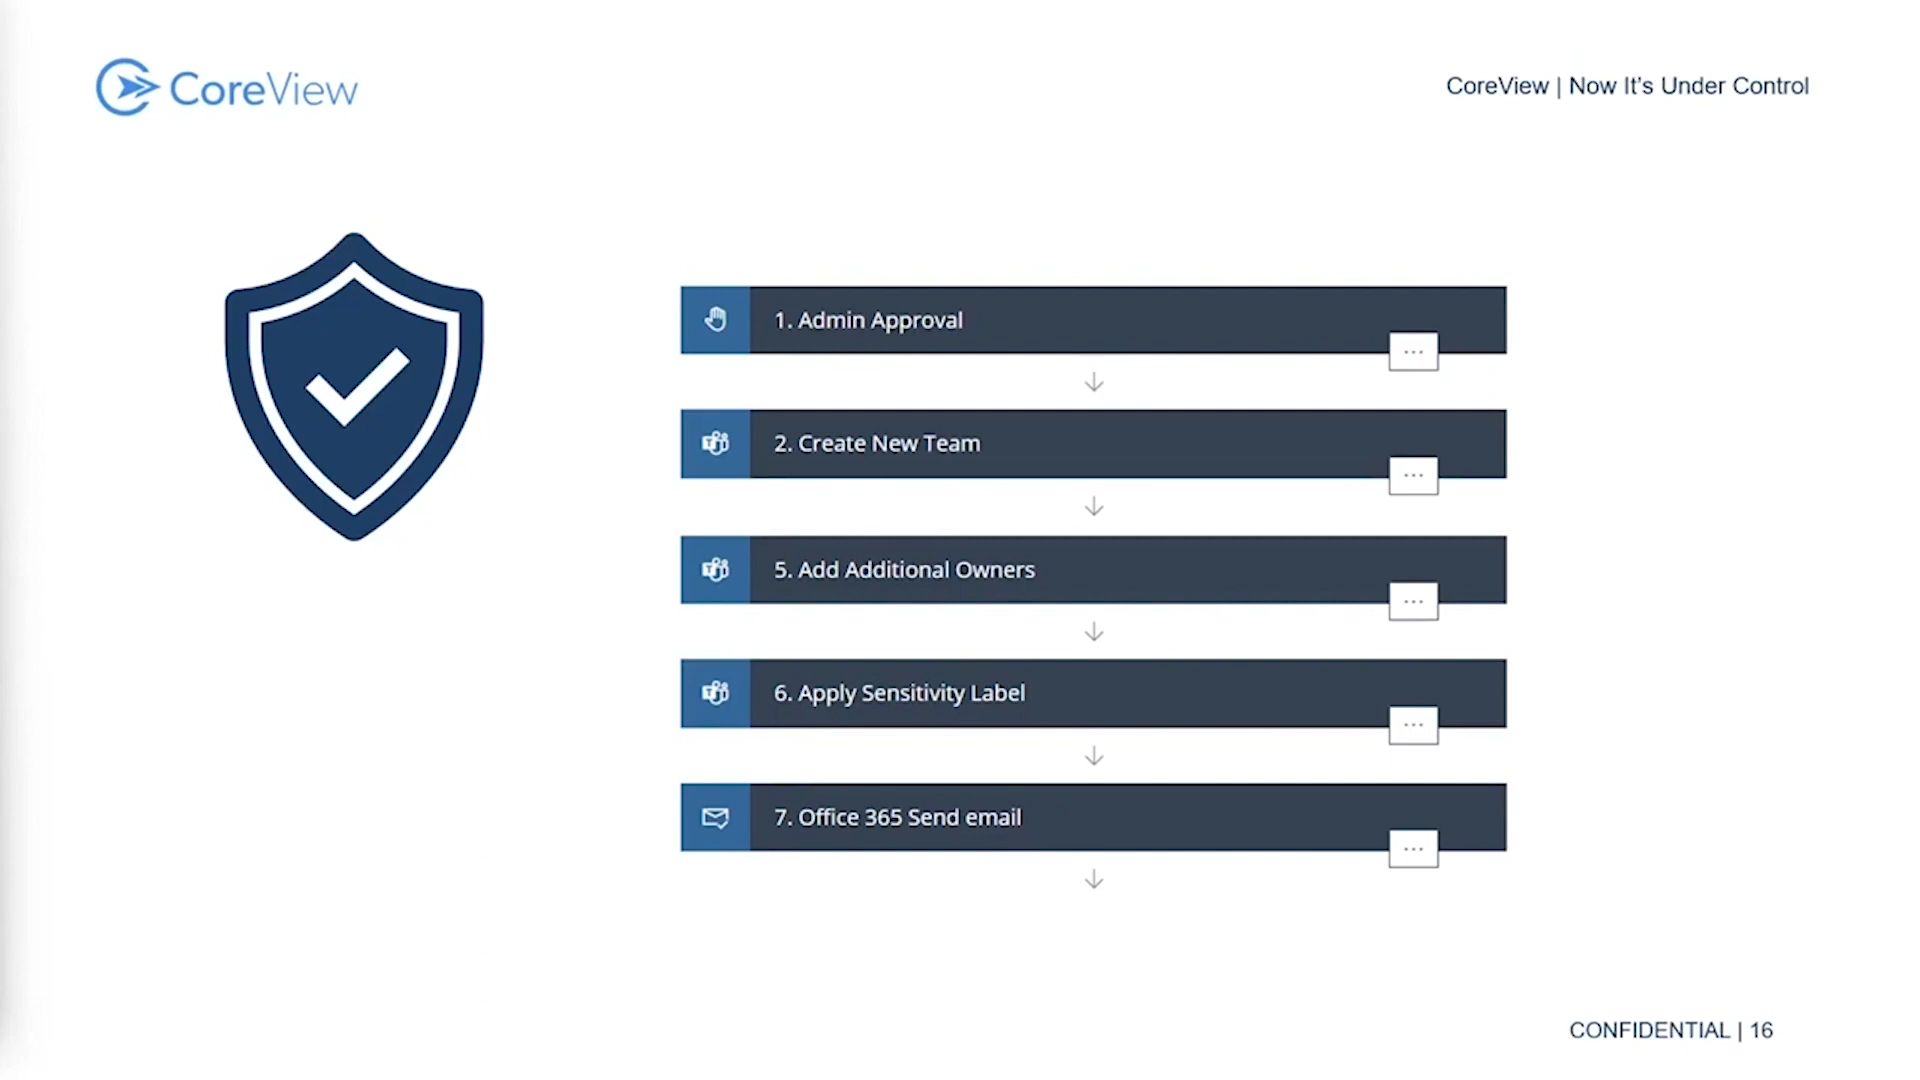 CoreView
CoreView | Now It's Under Control
1. Admin Approval
...
2. Create New Team
...
5. Add Additional Owners
...
6. Apply Sensitivity Label
...
7. Office 365 Send email
...
CONFIDENTIAL | 16